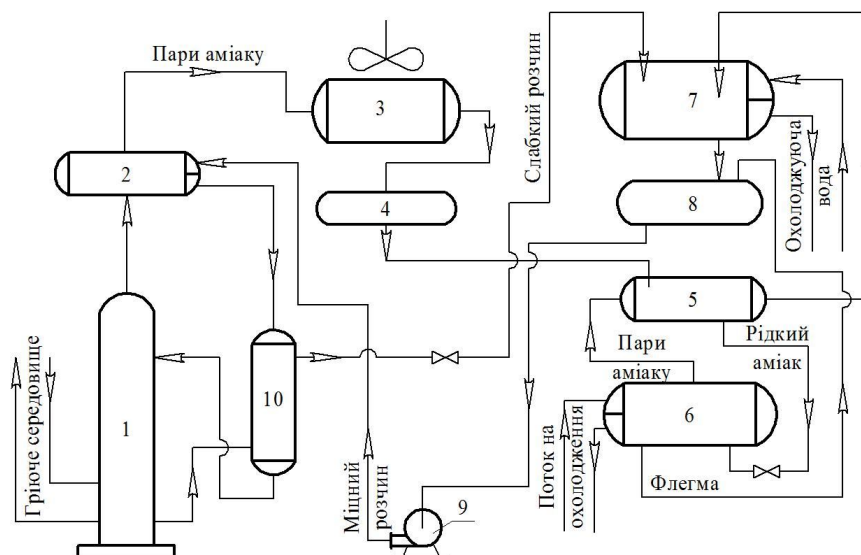 Пари аміаку
3
2
4
Слабкий розчин
7
8
Охолоджуюча
вода
5
Пари
аміаку
Рідкий
аміак
6
Гріюче середовище
1
10
Міцний
розчин
9
Поток на
охолодження
Флегма